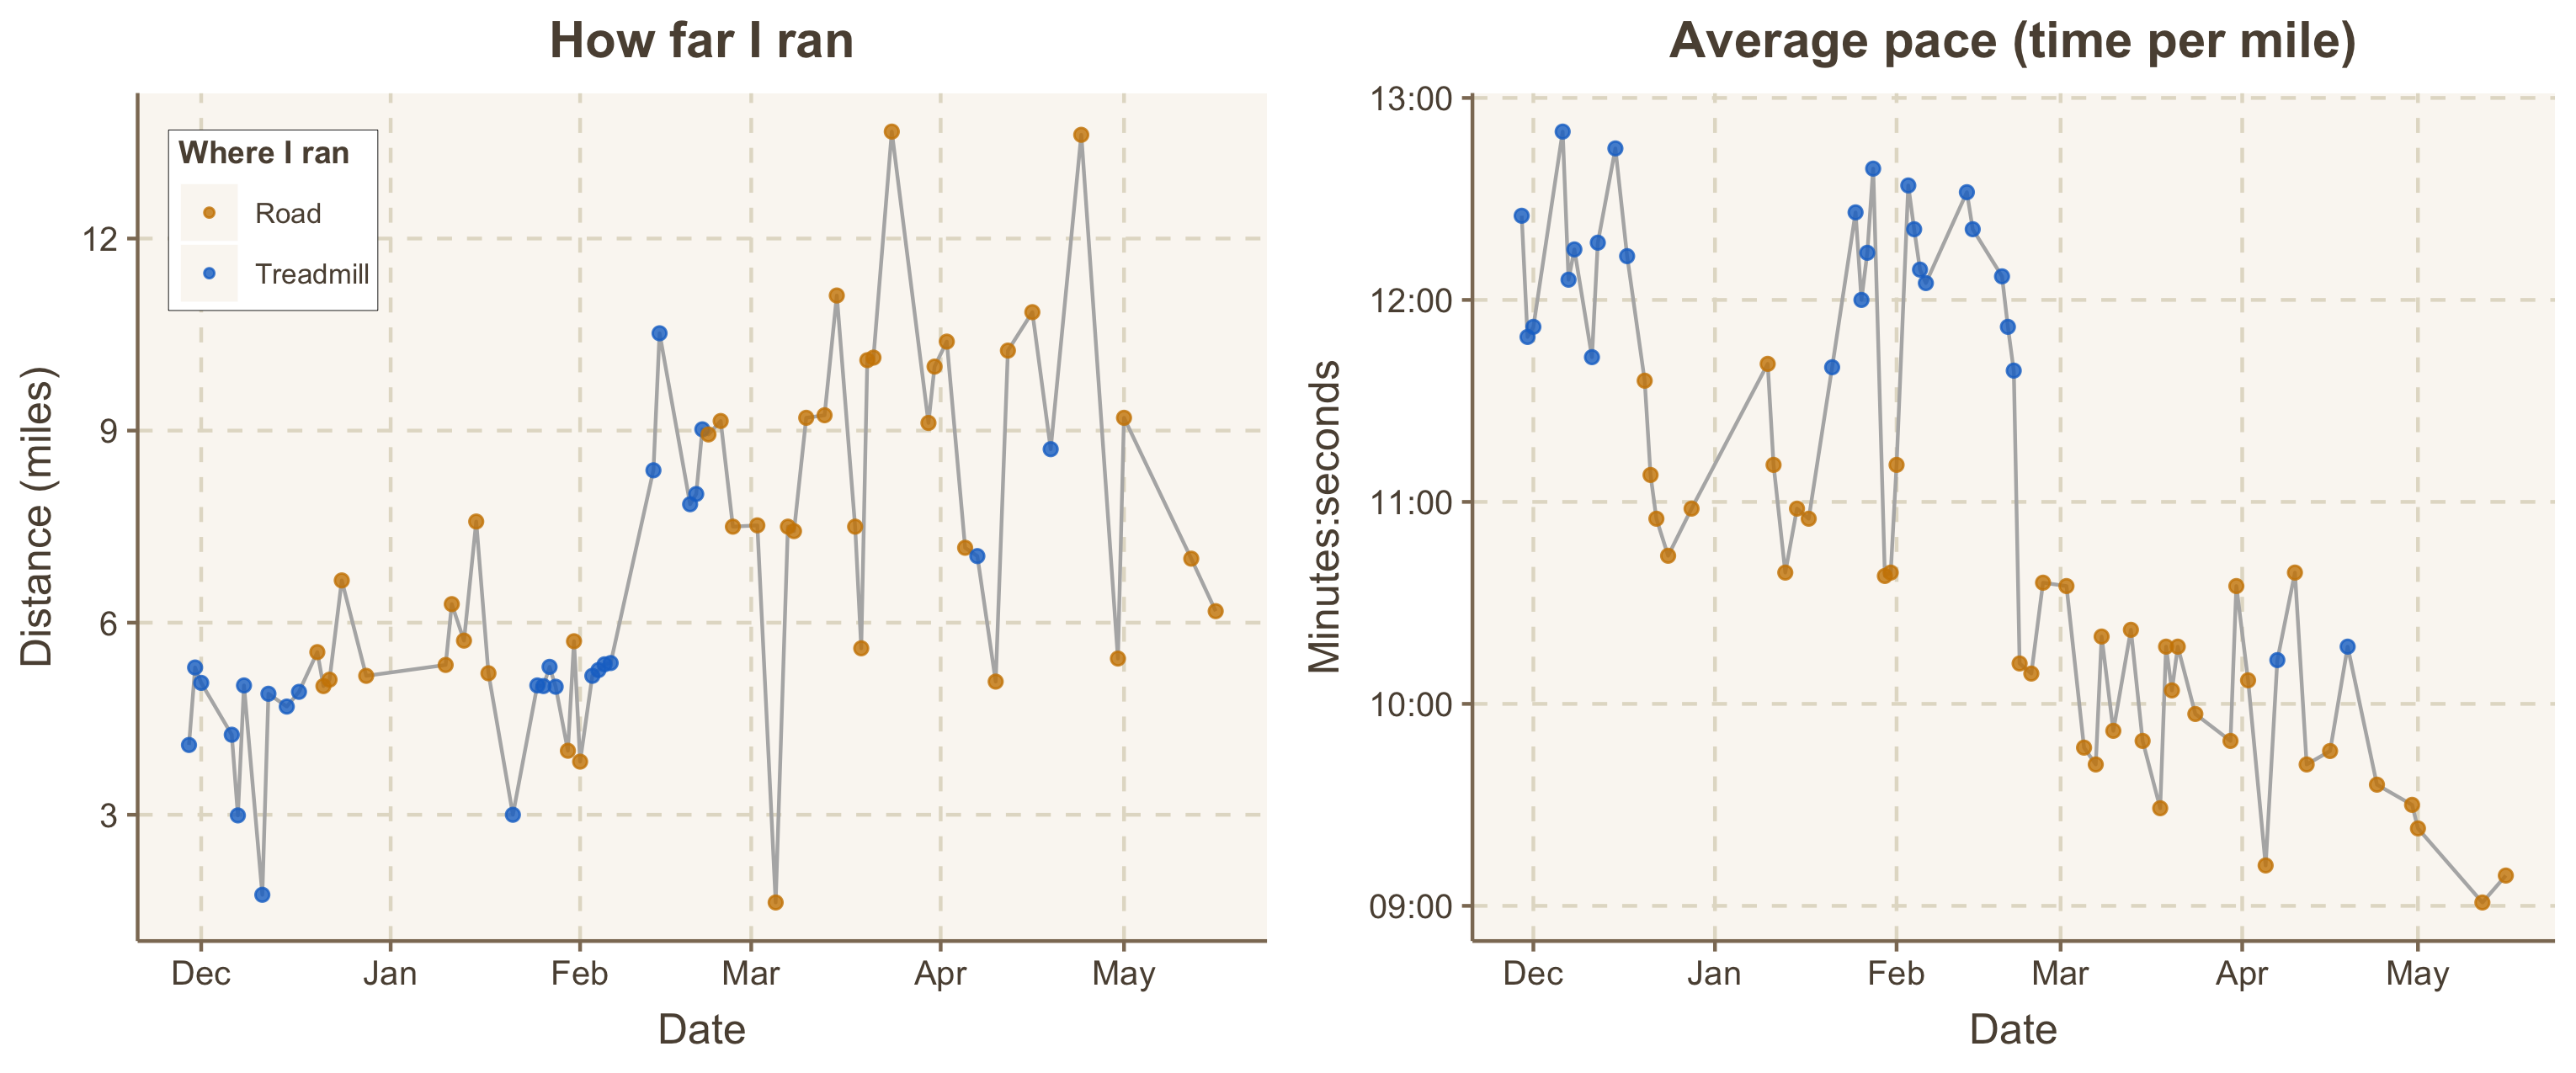 How far I ran
Where I ran
Road
Treadmill
12
9
6
3
Distance (miles)
Dec Jan Feb Mar Apr May
Date
Average pace (time per mile)
13:00
12:00
11:00
10:00
09:00
Minutes:seconds
Dec Jan Feb Mar Apr May
Date